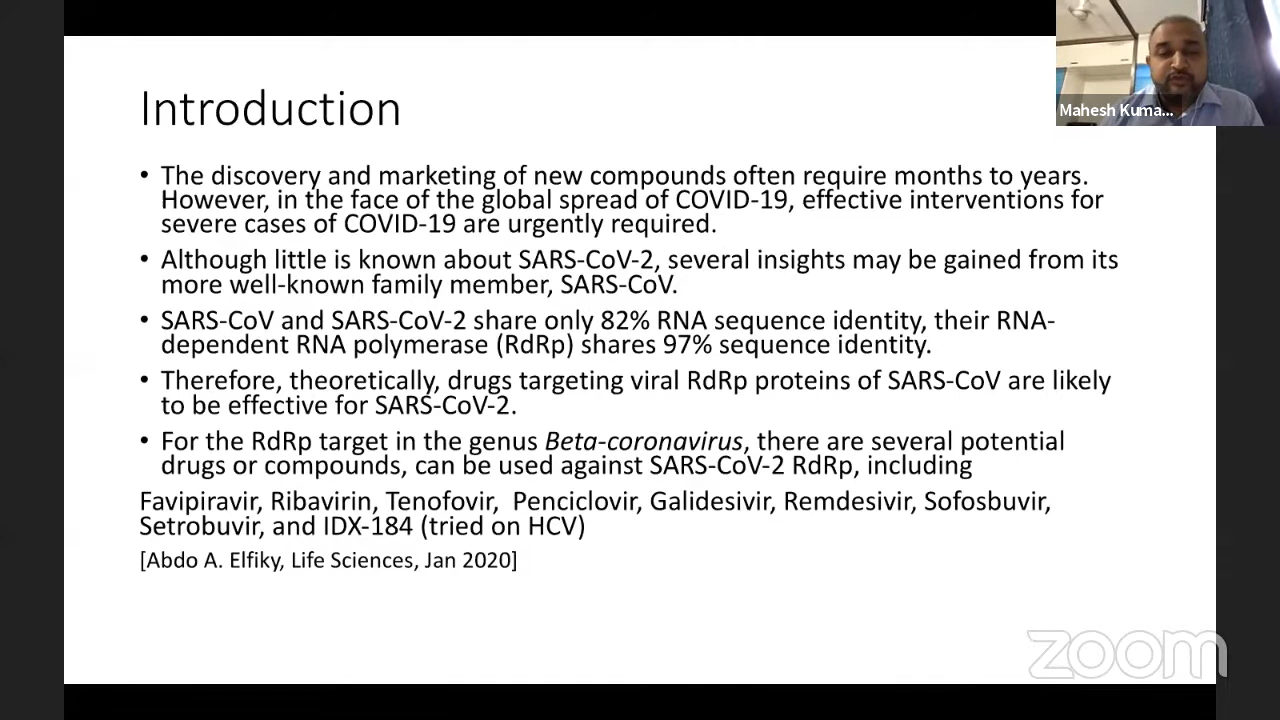 Introduction
Mahesh Kuma...
• The discovery and marketing of new compounds often require months to years.
However, in the face of the global spread of COVID-19, effective interventions for
severe cases of COVID-19 are urgently required.
• Although little is known about SARS-CoV-2, several insights may be gained from its
more well-known family member, SARS-CoV.
• SARS-CoV and SARS-CoV-2 share only 82% RNA sequence identity, their RNA-
dependent RNA polymerase (RdRp) shares 97% sequence identity.
• Therefore, theoretically, drugs targeting viral RdRp proteins of SARS-CoV are likely
to be effective for SARS-CoV-2.
• For the RdRp target in the genus Beta-coronavirus, there are several potential
drugs or compounds, can be used against SARS-CoV-2 RdRp, including
Favipiravir, Ribavirin, Tenofovir,  Penciclovir, Galidesivir, Remdesivir, Sofosbuvir,
Setrobuvir, and IDX-184 (tried on HCV)
[Abdo A. Elfiky, Life Sciences, Jan 2020]
zoom